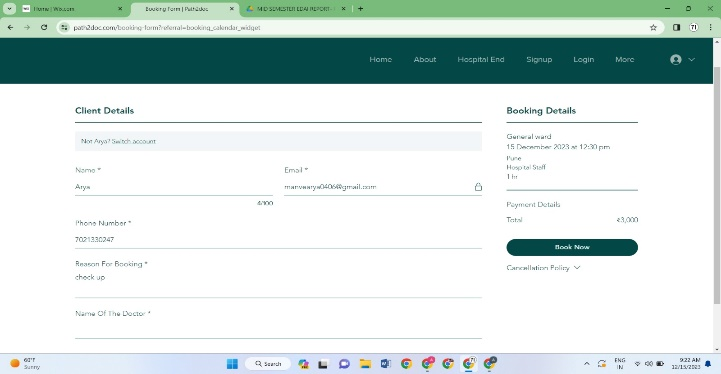 Home | Wix.com
Booking Form | Path2doc
MID SEMESTER EDAI REPORT-
path2doc.com/booking-form?referral=booking_calendar_widget
Home About Hospital End Signup Login More
Client Details
Not Arya? Switch account
Name *
Email *
Arya
manvearya0406@gmail.com
4/100
Phone Number *
7021330247
Reason For Booking *
check-up
Name Of The Doctor *
Booking Details
General ward
15 December 2023 at 12:30 pm
Pune
Hospital Staff
1 hr
Payment Details
Total ₹3,000
Book Now
Cancellation Policy
60°F
Sunny
Search
ENG
IN
9:22 AM
12/15/2023